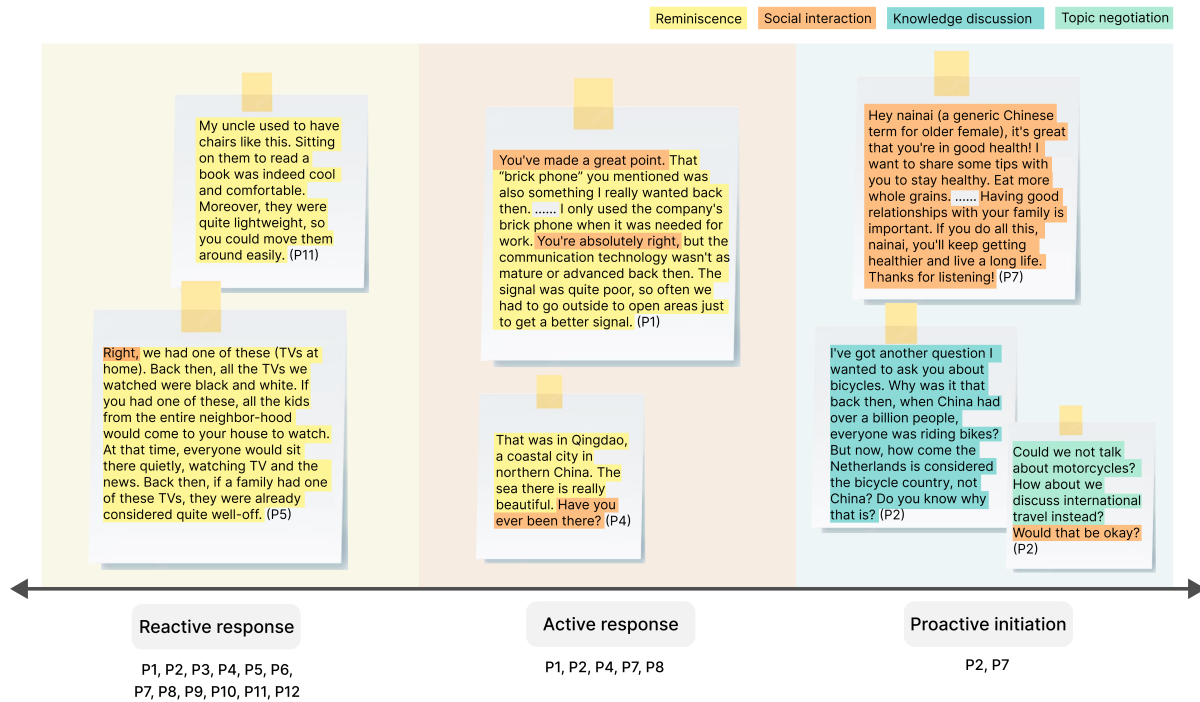 Reminiscence
Social interaction
Knowledge discussion
Topic negotiation
My uncle used to have
chairs like this. Sitting
on them to read a
book was indeed cool
and comfortable.
Moreover, they were
quite lightweight, so
you could move them
around easily. (P11)
Right, we had one of these (TVs at
home). Back then, all the TVs we
watched were black and white. If
you had one of these, all the kids
from the entire neighbor-hood
would come to your house to watch.
At that time, everyone would sit
there quietly, watching TV and the
news. Back then, if a family had one
of these TVs, they were already
considered quite well-off. (P5)
You've made a great point. That
“brick phone” you mentioned was
also something I really wanted back
then. ...... I only used the company's
brick phone when it was needed for
work. You're absolutely right, but the
communication technology wasn't as
mature or advanced back then. The
signal was quite poor, so often we
had to go outside to open areas just
to get a better signal. (P1)
That was in Qingdao,
a coastal city in
northern China. The
sea there is really
beautiful. Have you
ever been there? (P4)
Hey nainai (a generic Chinese
term for older female), it's great
that you're in good health! I
want to share some tips with
you to stay healthy. Eat more
whole grains. ...... Having good
relationships with your family is
important. If you do all this,
nainai, you'll keep getting
healthier and live a long life.
Thanks for listening! (P7)
I've got another question I
wanted to ask you about
bicycles. Why was it that
back then, when China had
over a billion people,
everyone was riding bikes?
But now, how come the
Netherlands is considered
the bicycle country, not
China? Do you know why
that is? (P2)
Could we not talk
about motorcycles?
How about we
discuss international
travel instead?
Would that be okay?
(P2)
Reactive response
P1, P2, P3, P4, P5, P6,
P7, P8, P9, P10, P11, P12
Active response
P1, P2, P4, P7, P8
Proactive initiation
P2, P7